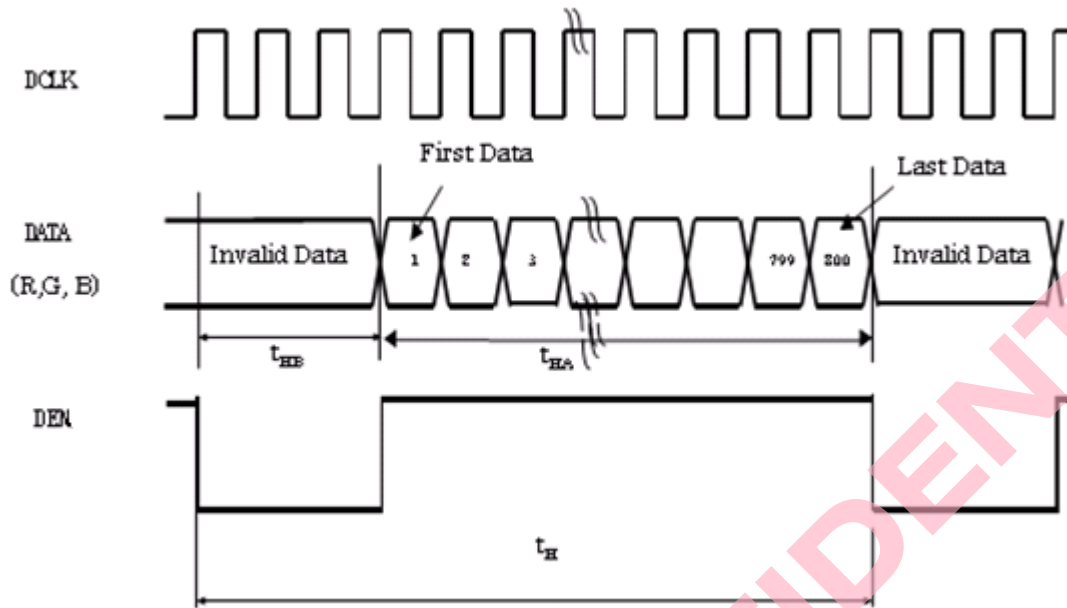 DCLK
First Data
Last Data
DATA
(R,G, B)
Invalid Data
1
2
3
799
800
Invalid Data
tHB
tHA
DEN
tH